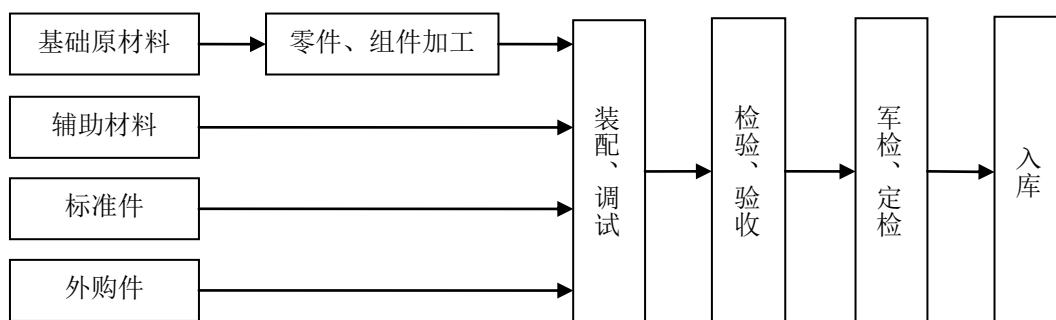 基础原材料
零件、组件加工
辅助材料
标准件
外购件
装配、调试
检验、验收
军检、定检
入库